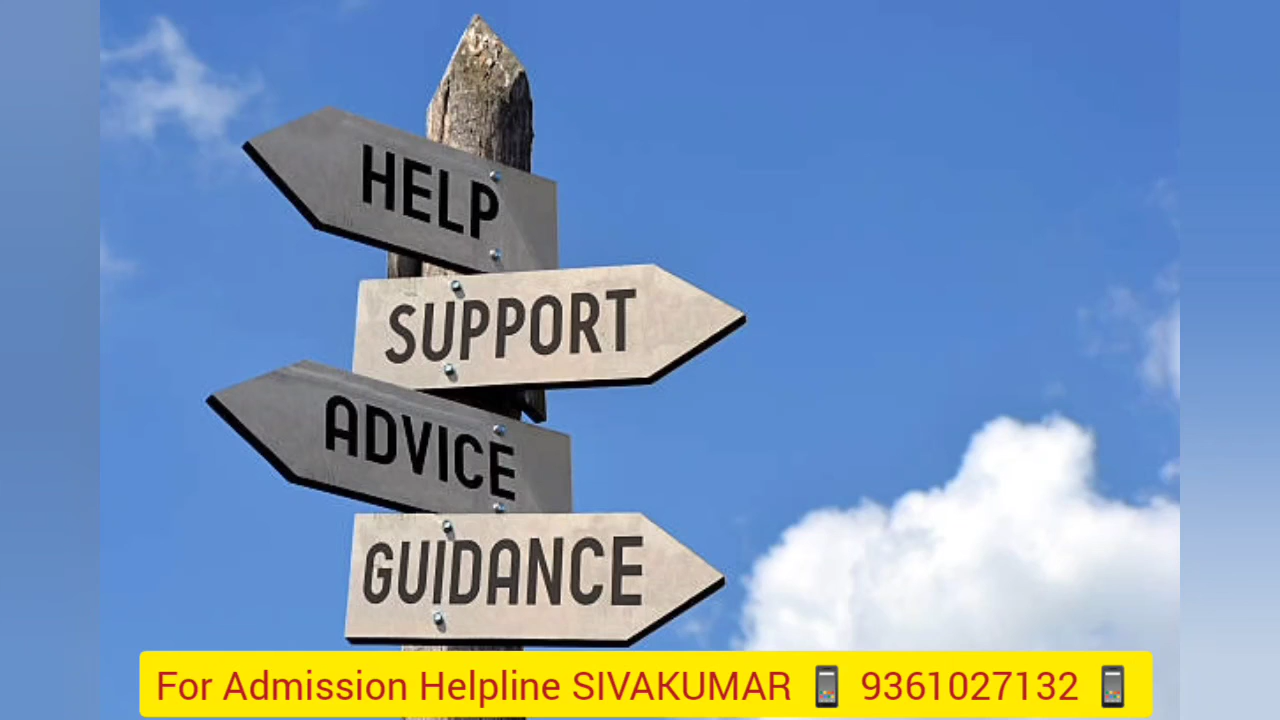 HELP
SUPPORT
ADVICE
GUIDANCE
For Admission Helpline SIVAKUMAR 📱 9361027132 📱